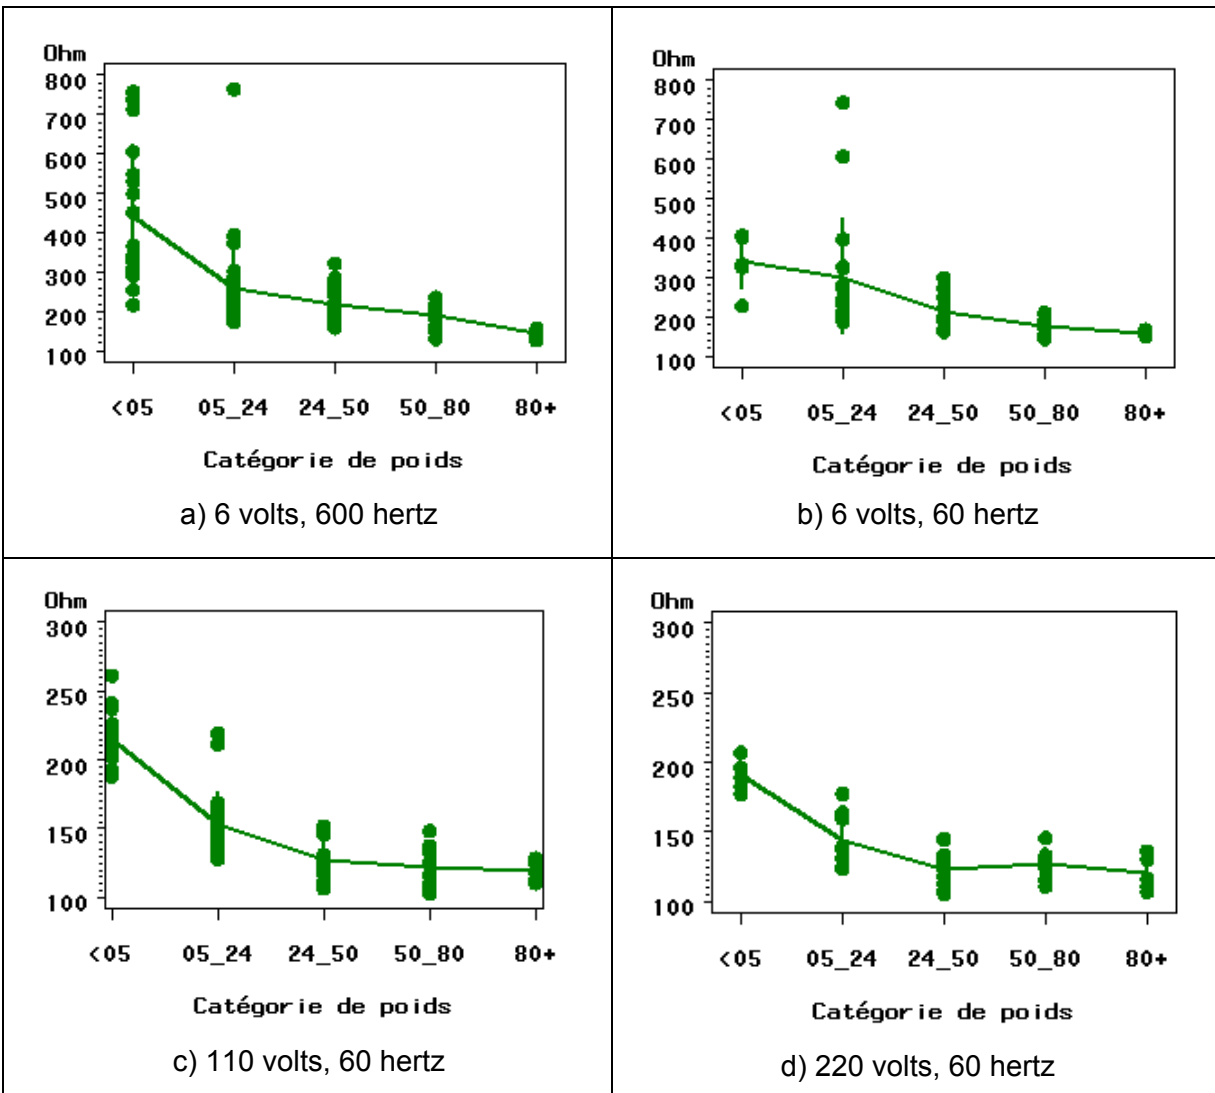 Ohm
800
700
600
500
400
300
200
100
<05 05_24 24_50 50_80 80+
Catégorie de poids
a) 6 volts, 600 hertz
Ohm
800
700
600
500
400
300
200
100
<05 05_24 24_50 50_80 80+
Catégorie de poids
b) 6 volts, 60 hertz
Ohm
300
250
200
150
100
<05 05_24 24_50 50_80 80+
Catégorie de poids
c) 110 volts, 60 hertz
Ohm
300
250
200
150
100
<05 05_24 24_50 50_80 80+
Catégorie de poids
d) 220 volts, 60 hertz